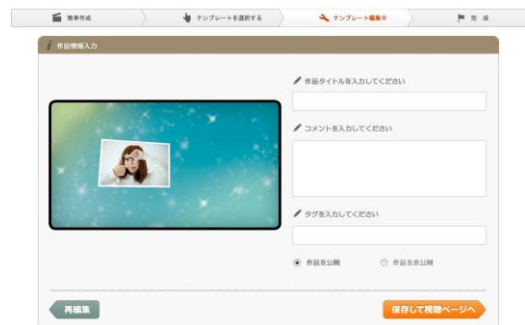 簡単作成
テンプレートを選択する
テンプレート編集中
完成
作品情報入力
作品タイトルを入力してください
コメントを入力してください
タグを入力してください
作品を公開
作品を非公開
再編集
保存して視聴ページへ